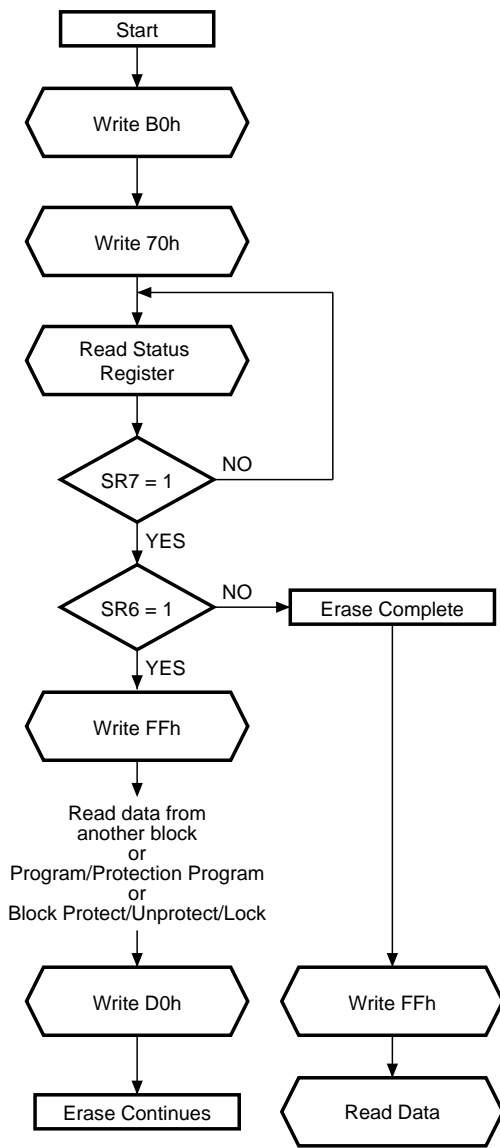 Start
Write B0h
Write 70h
Read Status
Register
SR7 = 1
NO
YES
SR6 = 1
NO
Erase Complete
YES
Write FFh
Read data from
another block
or
Program/Protection Program
or
Block Protect/Unprotect/Lock
Write D0h
Write FFh
Erase Continues
Read Data